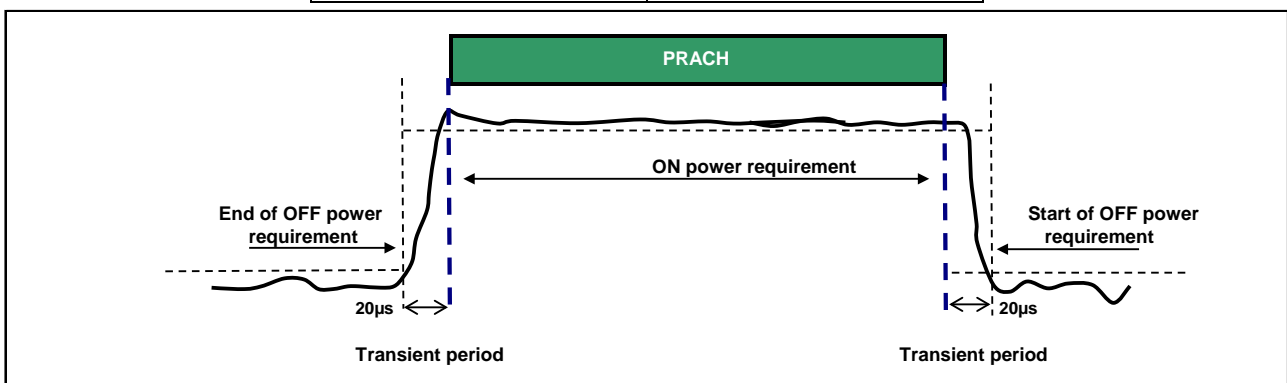 PRACH
ON power requirement
End of OFF power
requirement
Start of OFF power
requirement
20µs
20µs
Transient period
Transient period